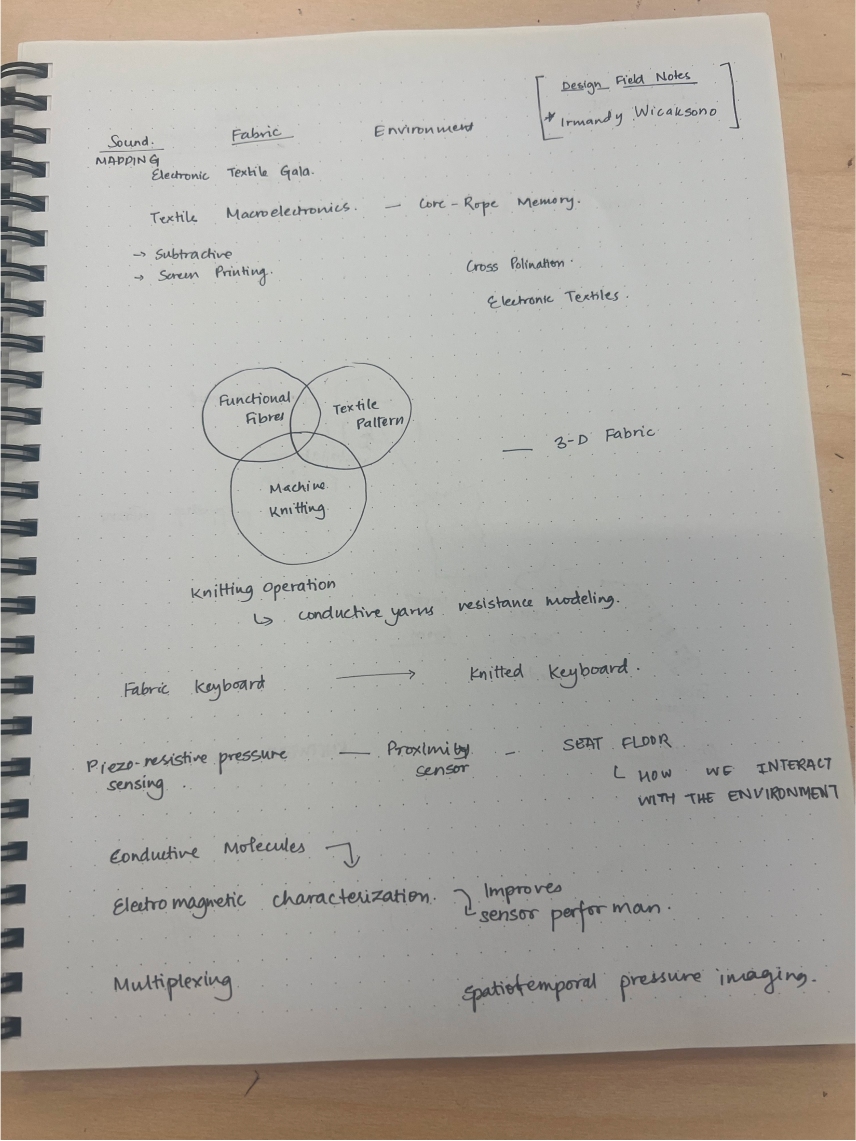 Design Field Notes
* Irmandy Wicaksono
Sound. Fabric Environment
MAPPING
Electronic Textile Gala.
Textile Macroelectronics. — Core-Rope Memory.
→ Subtractive
→ Screen Printing.
Cross Polination.
Electronic Textiles.
Functional
Fibres
Textile
Pattern
Machine
Knitting
— 3-D Fabric
Knitting Operation
↳ conductive yarns resistance modeling.
Fabric Keyboard → Knitted Keyboard.
Piezo-resistive pressure — Proximity – SEAT FLOOR
sensing. sensor
↳ HOW WE INTERACT
WITH THE ENVIRONMENT
Conductive Molecules
Electromagnetic characterization. Improves
sensor performan.
Multiplexing Spatiotemporal pressure imaging.